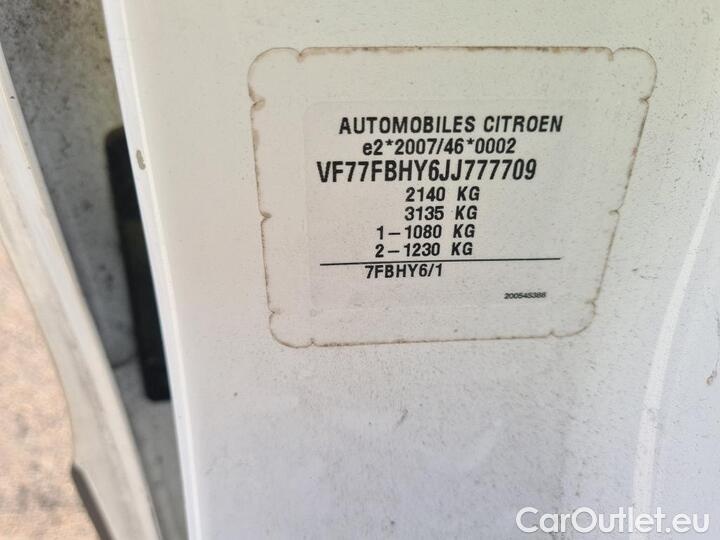 AUTOMOBILES CITROEN
e2*2007/46*0002
VF77FBHY6JJ777709
2140 KG
3135 KG
1-1080 KG
2-1230 KG
7FBHY6/1
200545386
CarOutlet.eu